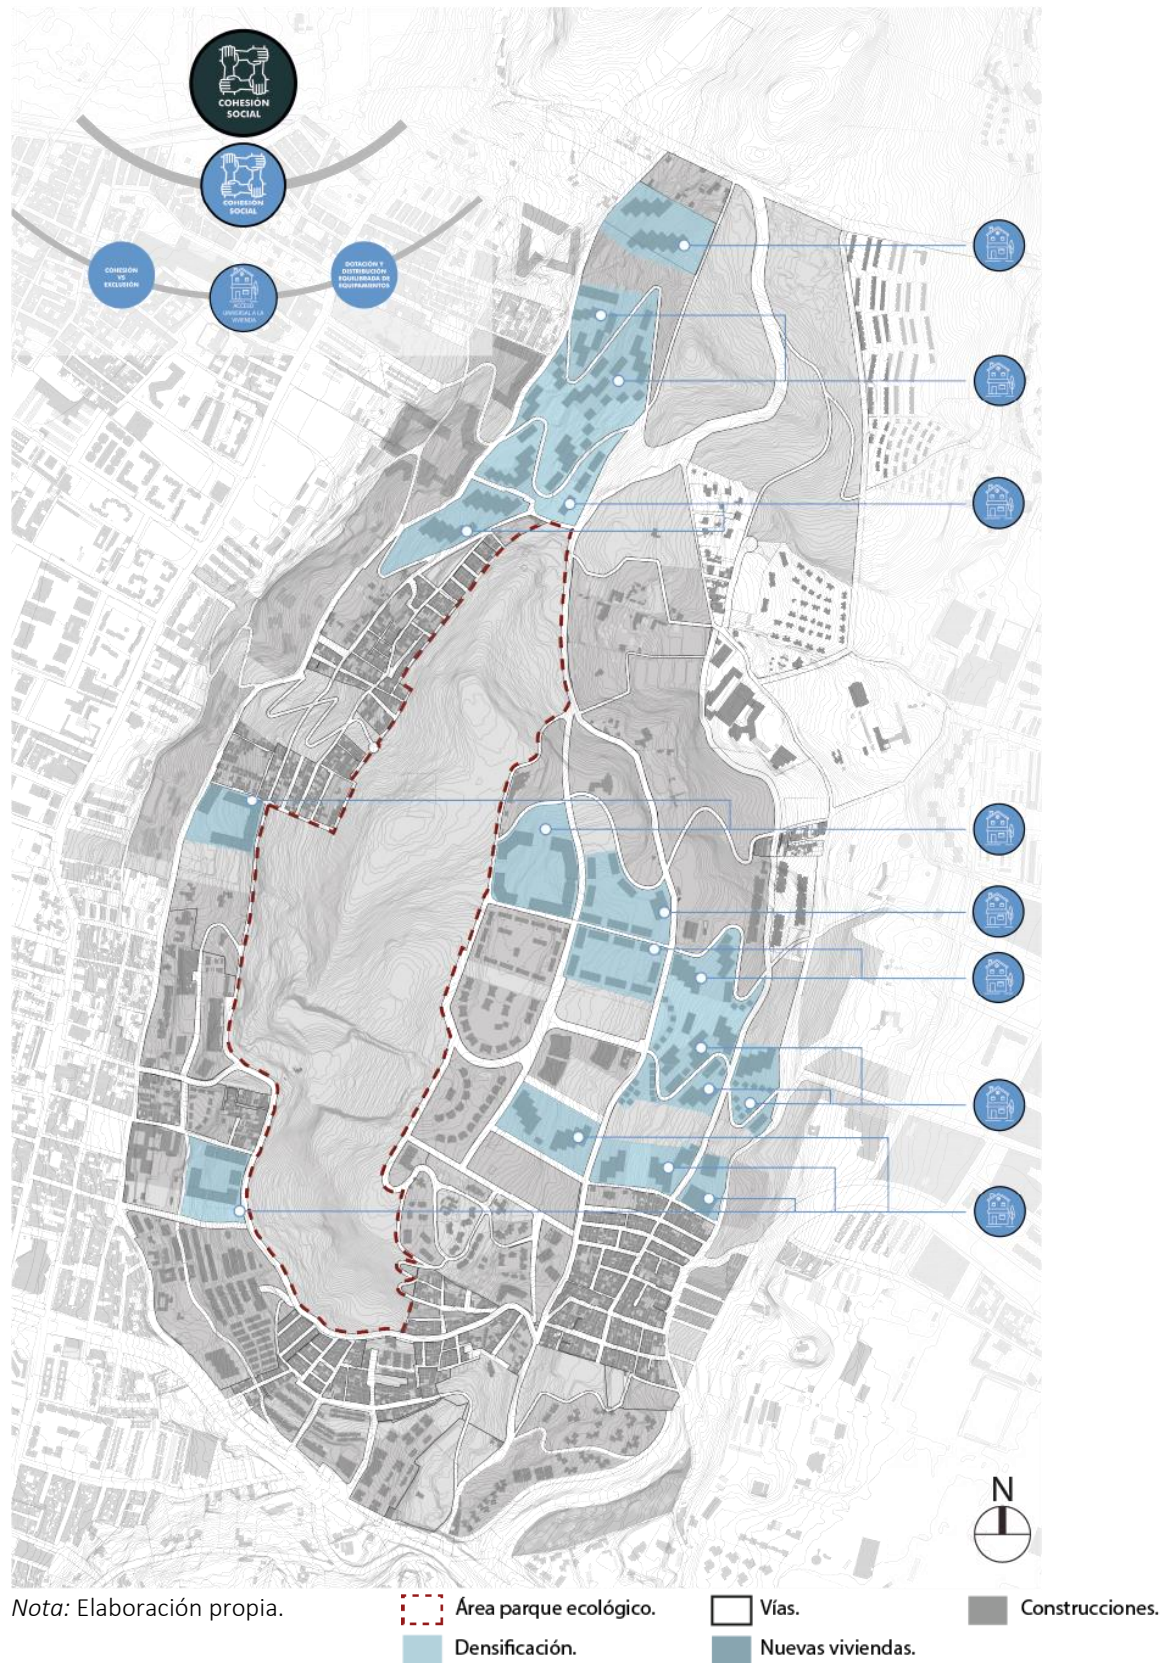 COHESIÓN
SOCIAL
COHESIÓN
SOCIAL
COHESIÓN
VS
EXCLUSIÓN
ACCESO
UNIVERSAL A LA
VIVIENDA
DOTACIÓN Y
DISTRIBUCIÓN
EQUILIBRADA DE
EQUIPAMIENTOS
N
Nota: Elaboración propia.
Área parque ecológico.
Vías.
Construcciones.
Densificación.
Nuevas viviendas.